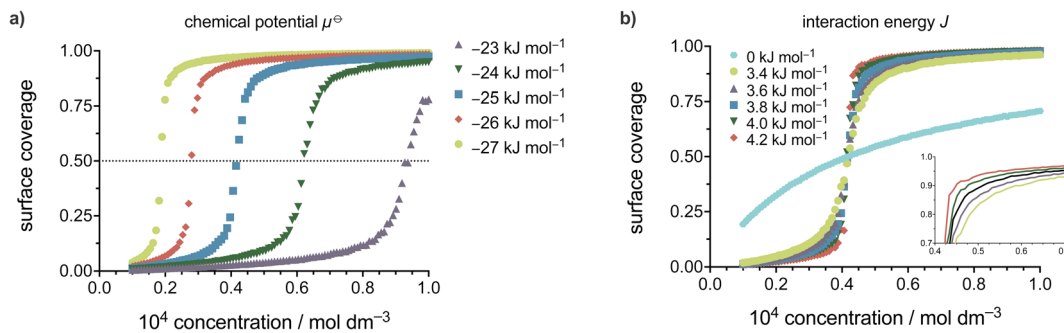 a)
chemical potential μ⊖
surface coverage
1.00
0.75
0.50
0.25
0.00
0.0 0.2 0.4 0.6 0.8 1.0
10⁴ concentration / mol dm⁻³
−23 kJ mol⁻¹
−24 kJ mol⁻¹
−25 kJ mol⁻¹
−26 kJ mol⁻¹
−27 kJ mol⁻¹
b)
interaction energy J
surface coverage
1.00
0.75
0.50
0.25
0.00
0.0 0.2 0.4 0.6 0.8 1.0
10⁴ concentration / mol dm⁻³
0 kJ mol⁻¹
3.4 kJ mol⁻¹
3.6 kJ mol⁻¹
3.8 kJ mol⁻¹
4.0 kJ mol⁻¹
4.2 kJ mol⁻¹
1.0
0.9
0.8
0.7
0.4 0.5 0.6 0.7